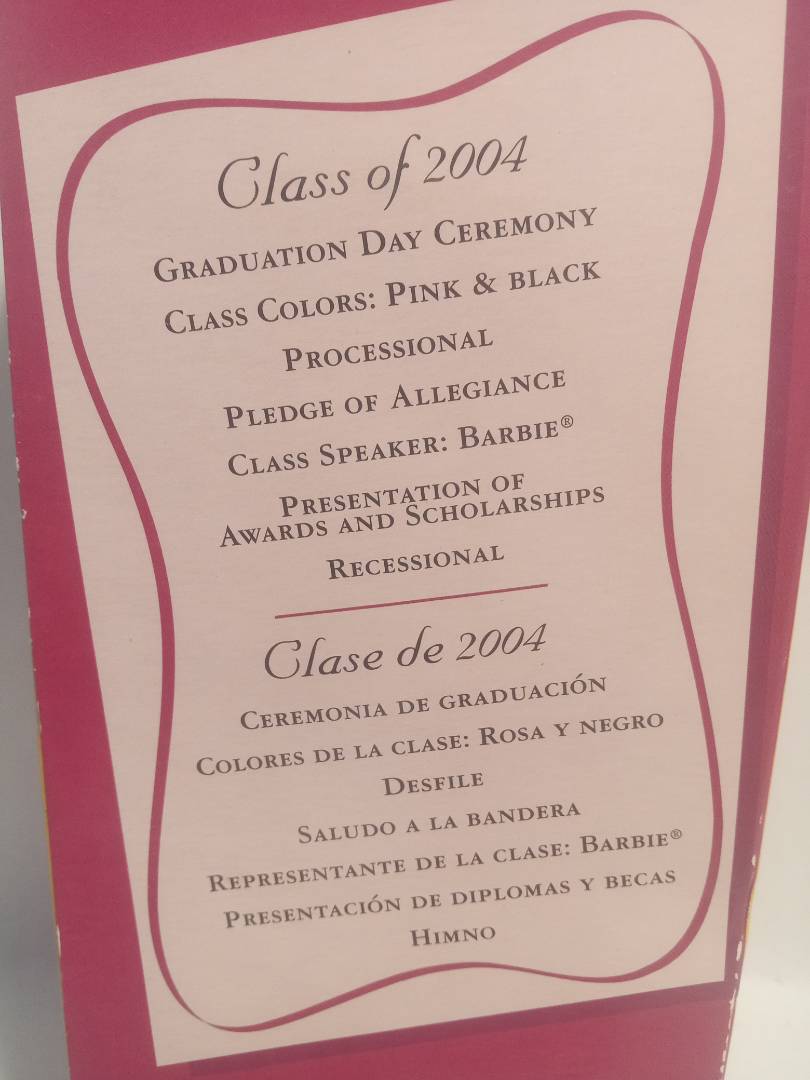 Class of 2004
Graduation Day Ceremony
Class Colors: Pink & black
Processional
Pledge of Allegiance
Class Speaker: Barbie®
Presentation of
Awards and Scholarships
Recessional
Clase de 2004
Ceremonia de graduación
Colores de la clase: Rosa y negro
Desfile
Saludo a la bandera
Representante de la clase: Barbie®
Presentación de diplomas y becas
Himno